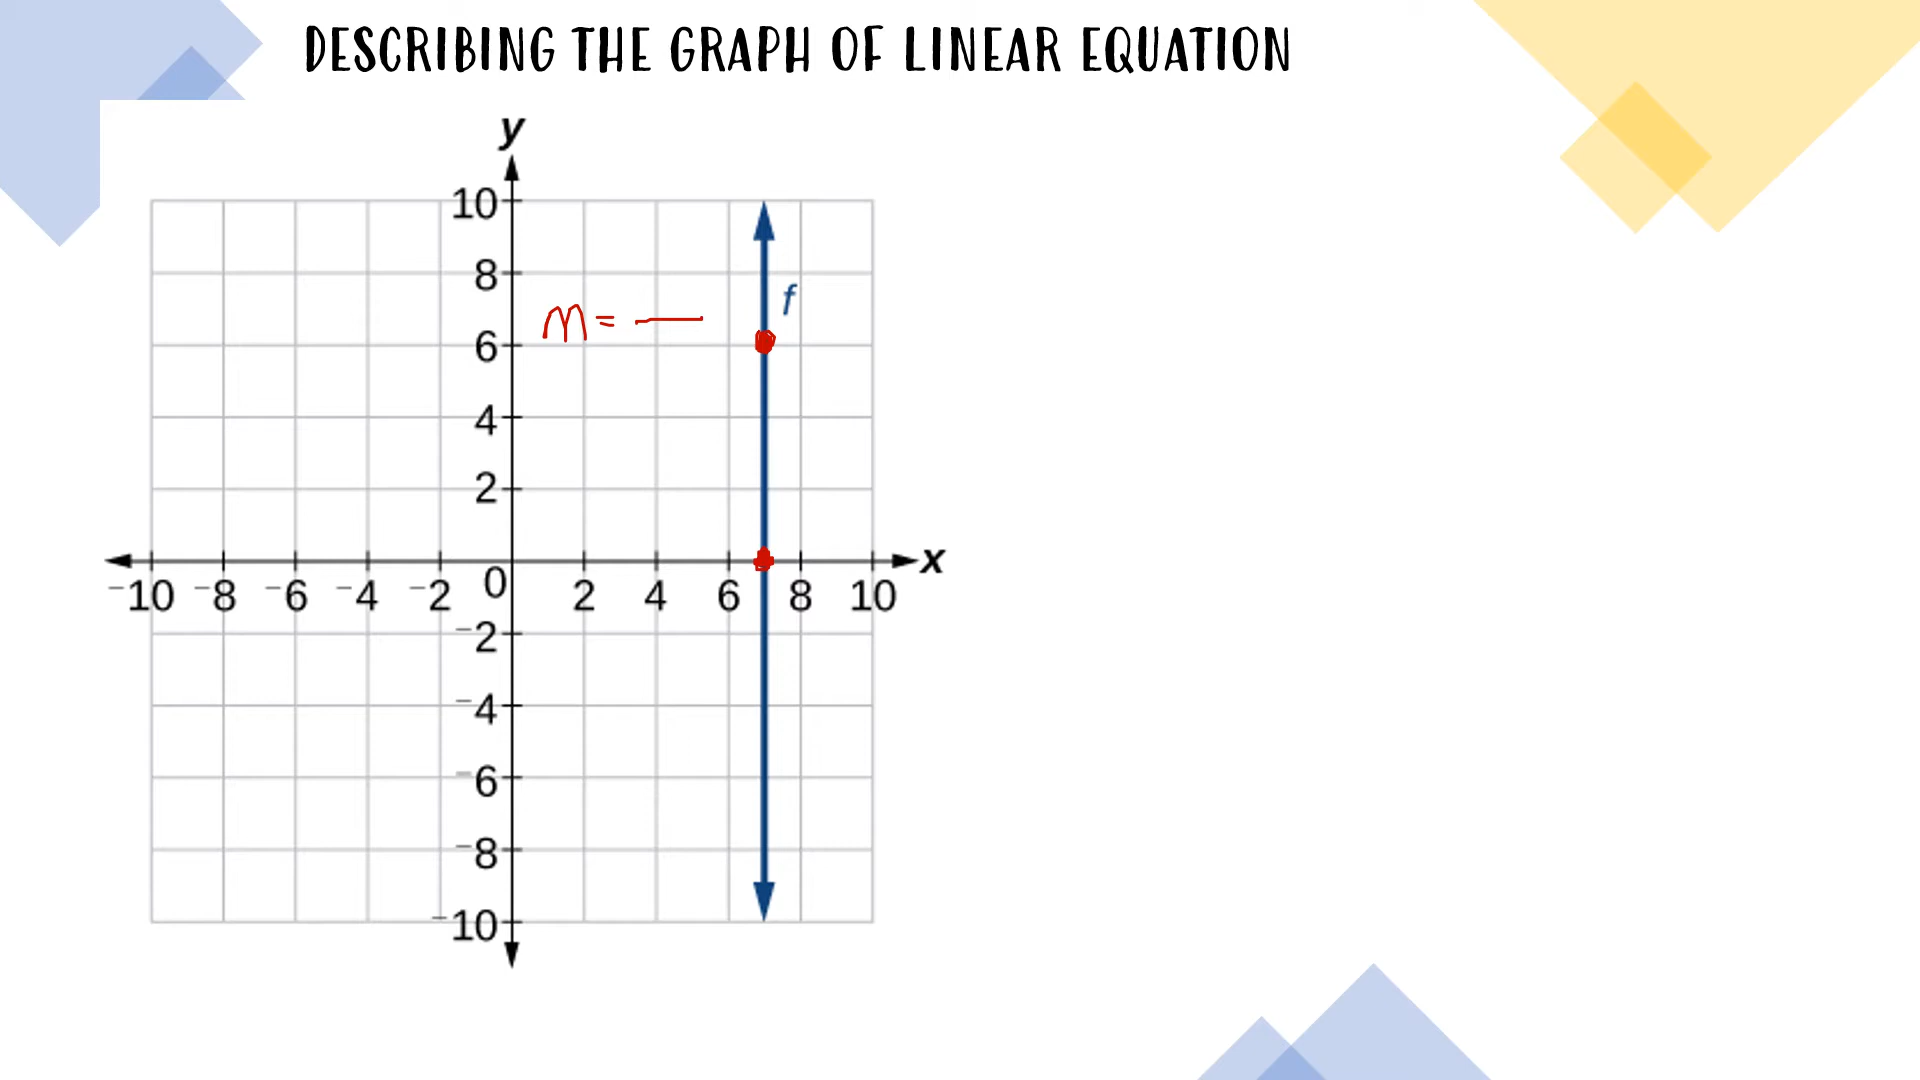 DESCRIBING THE GRAPH OF LINEAR EQUATION
y
10
8
f
m = —
6
4
2
x
-10 -8 -6 -4 -2 0 2 4 6 8 10
-2
-4
-6
-8
-10